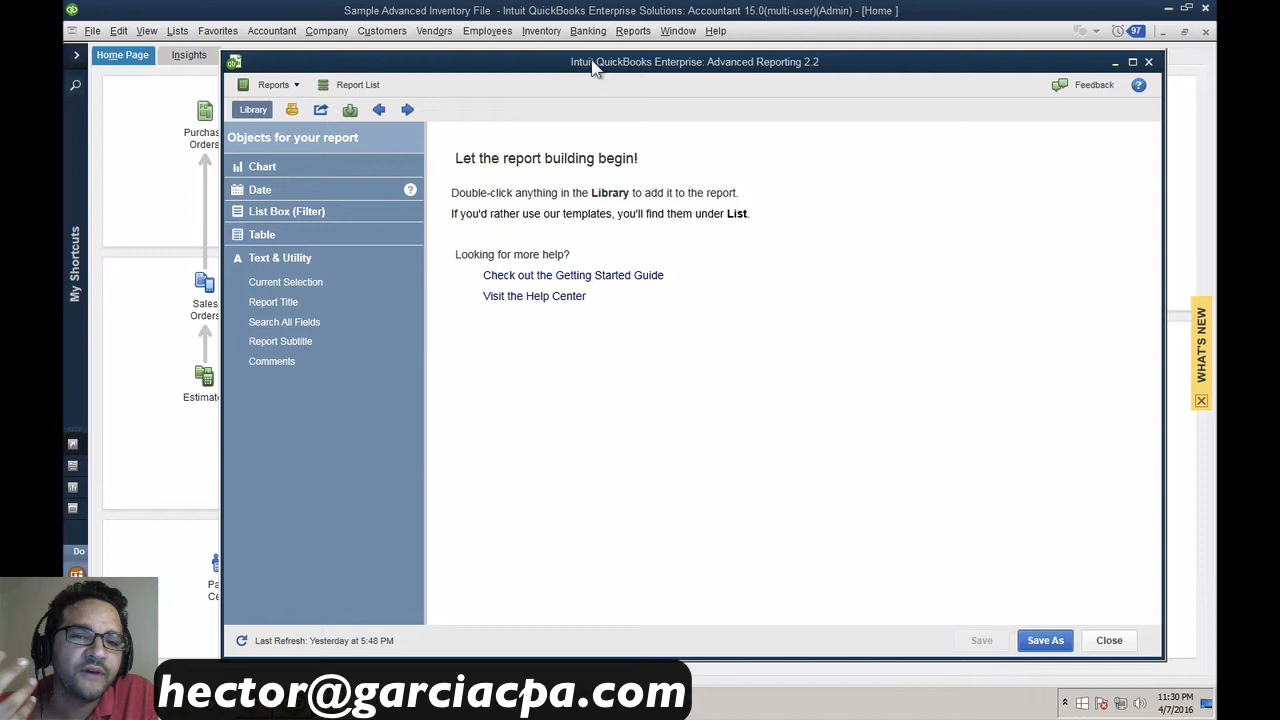 Sample Advanced Inventory File - Intuit QuickBooks Enterprise Solutions: Accountant 15.0(multi-user)(Admin) - [Home ]
File Edit View Lists Favorites Accountant Company Customers Vendors Employees Inventory Banking Reports Window Help 97
Home Page Insights
Intuit QuickBooks Enterprise: Advanced Reporting 2.2
Reports Report List Feedback ?
Library
Objects for your report
Chart
Date ?
List Box (Filter)
Table
A Text & Utility
Current Selection
Report Title
Search All Fields
Report Subtitle
Comments
Let the report building begin!
Double-click anything in the Library to add it to the report.
If you'd rather use our templates, you'll find them under List.
Looking for more help?
Check out the Getting Started Guide
Visit the Help Center
Last Refresh: Yesterday at 5:48 PM Save Save As Close
My Shortcuts
Do
Purchas
Orders
Sales
Orders
Estimat
Pa
Ce
WHAT'S NEW
hector@garciacpa.com
11:30 PM
4/7/2016